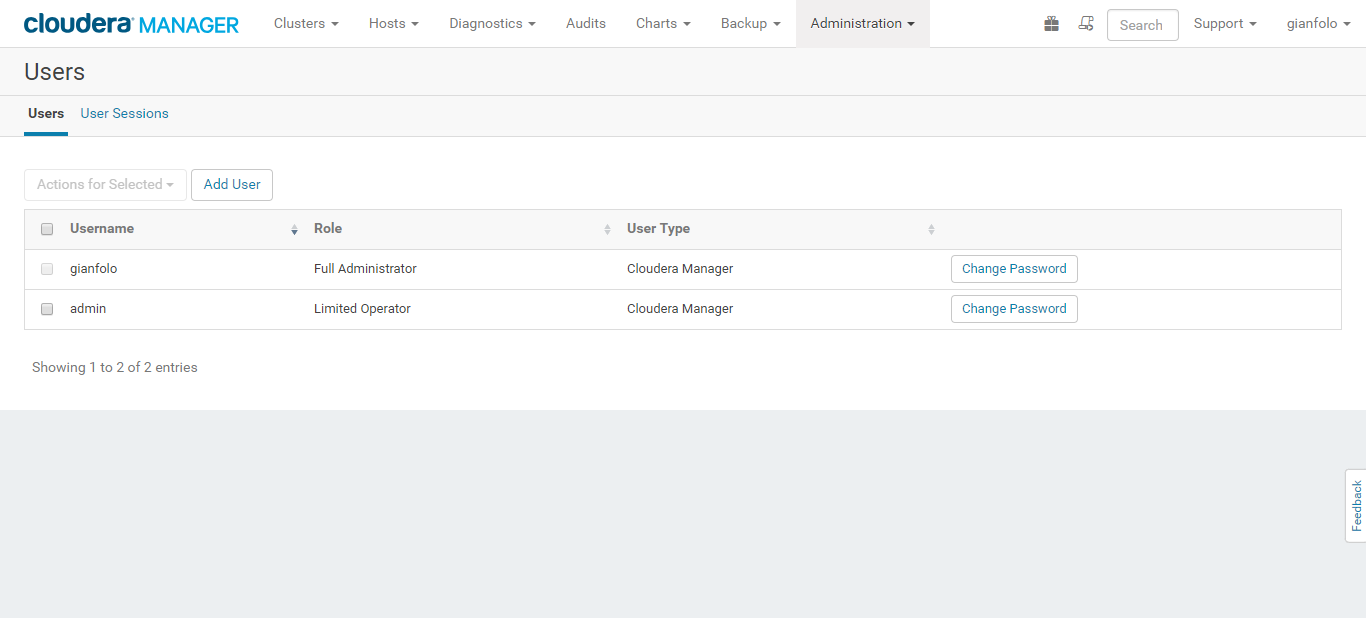 cloudera MANAGER Clusters Hosts Diagnostics Audits Charts Backup Administration Search Support gianfolo
Users
Users User Sessions
Actions for Selected Add User
Username Role User Type
gianfolo Full Administrator Cloudera Manager Change Password
admin Limited Operator Cloudera Manager Change Password
Showing 1 to 2 of 2 entries
Feedback